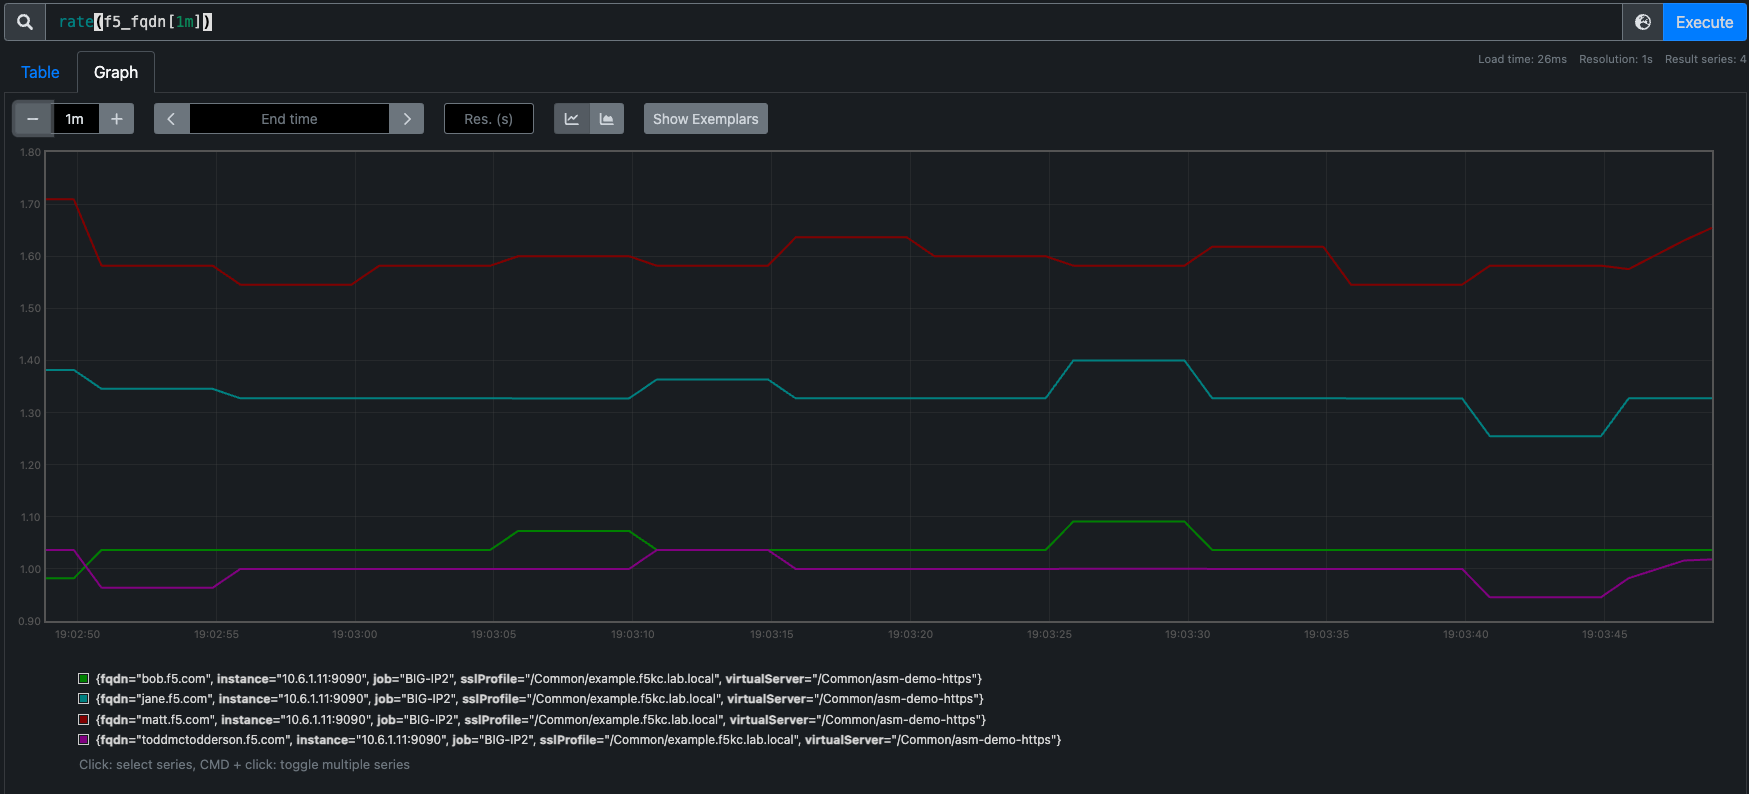 rate(f5_fqdn[1m])
Execute
Load time: 26ms Resolution: 1s Result series: 4
Table
Graph
− 1m + End time Res. (s) Show Exemplars
1.80
1.70
1.60
1.50
1.40
1.30
1.20
1.10
1.00
0.90
19:02:50 19:02:55 19:03:00 19:03:05 19:03:10 19:03:15 19:03:20 19:03:25 19:03:30 19:03:35 19:03:40 19:03:45
{fqdn="bob.f5.com", instance="10.6.1.11:9090", job="BIG-IP2", sslProfile="/Common/example.f5kc.lab.local", virtualServer="/Common/asm-demo-https"}
{fqdn="jane.f5.com", instance="10.6.1.11:9090", job="BIG-IP2", sslProfile="/Common/example.f5kc.lab.local", virtualServer="/Common/asm-demo-https"}
{fqdn="matt.f5.com", instance="10.6.1.11:9090", job="BIG-IP2", sslProfile="/Common/example.f5kc.lab.local", virtualServer="/Common/asm-demo-https"}
{fqdn="toddmctodderson.f5.com", instance="10.6.1.11:9090", job="BIG-IP2", sslProfile="/Common/example.f5kc.lab.local", virtualServer="/Common/asm-demo-https"}
Click: select series, CMD + click: toggle multiple series